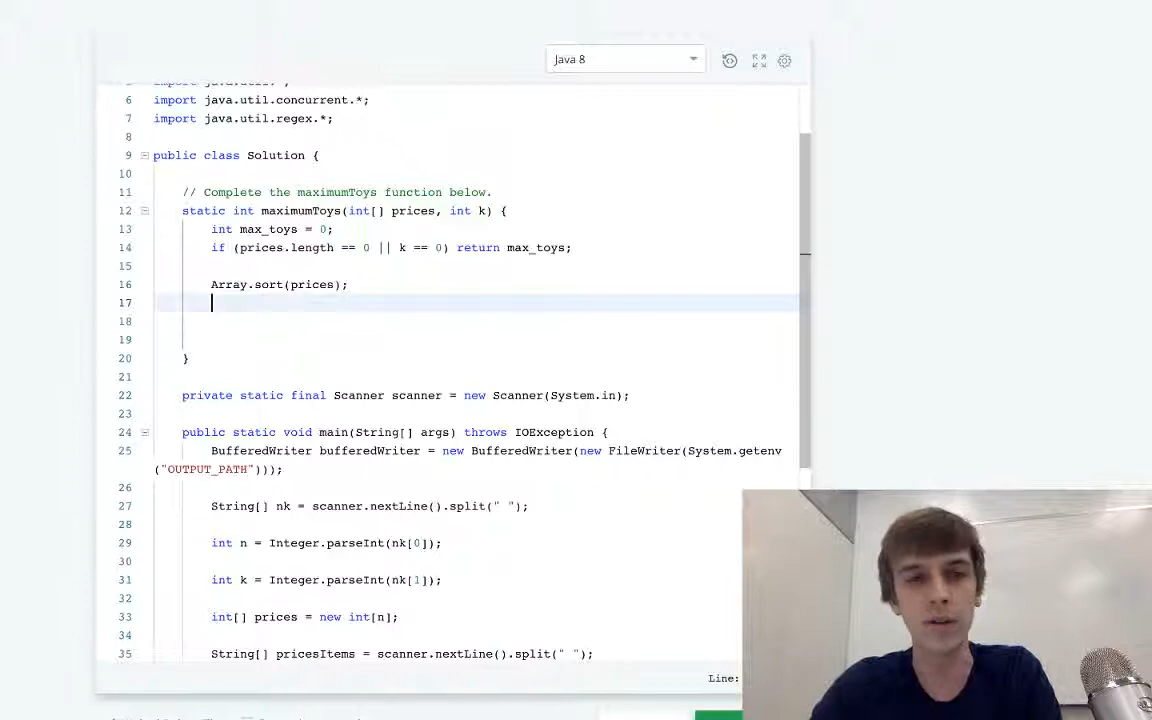 Java 8
6 import java.util.concurrent.*;
7 import java.util.regex.*;
8
9 public class Solution {
10
11 // Complete the maximumToys function below.
12 static int maximumToys(int[] prices, int k) {
13 int max_toys = 0;
14 if (prices.length == 0 || k == 0) return max_toys;
15
16 Array.sort(prices);
17
18
19
20 }
21
22 private static final Scanner scanner = new Scanner(System.in);
23
24 public static void main(String[] args) throws IOException {
25 BufferedWriter bufferedWriter = new BufferedWriter(new FileWriter(System.getenv
("OUTPUT_PATH")));
26
27 String[] nk = scanner.nextLine().split(" ");
28
29 int n = Integer.parseInt(nk[0]);
30
31 int k = Integer.parseInt(nk[1]);
32
33 int[] prices = new int[n];
34
35 String[] pricesItems = scanner.nextLine().split(" ");
Line: